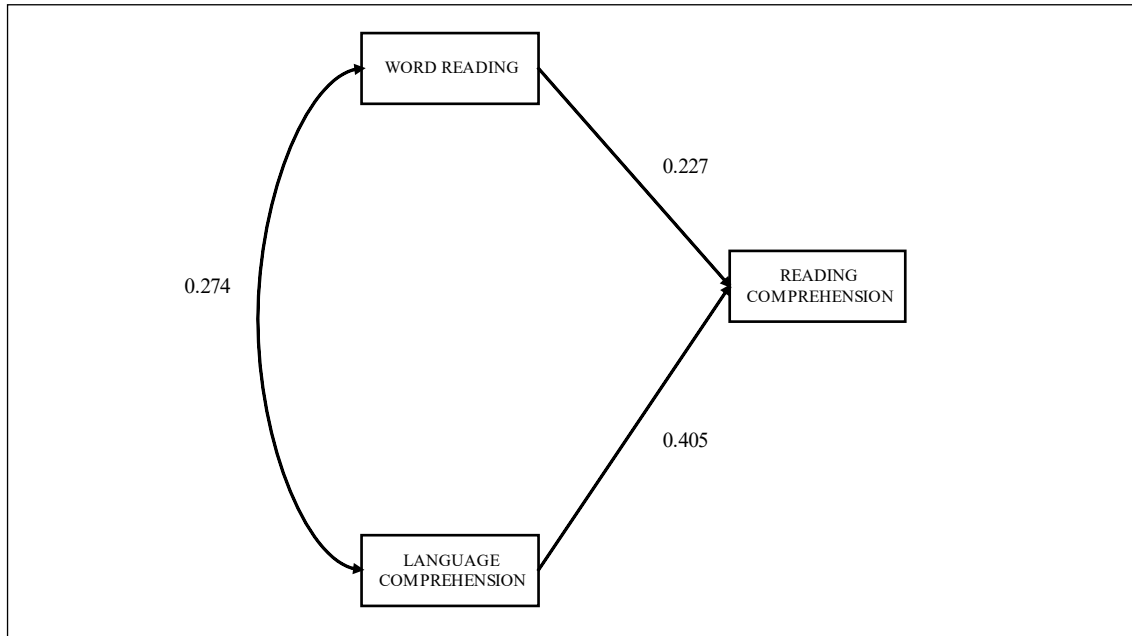 WORD READING
0.227
0.274
READING
COMPREHENSION
0.405
LANGUAGE
COMPREHENSION